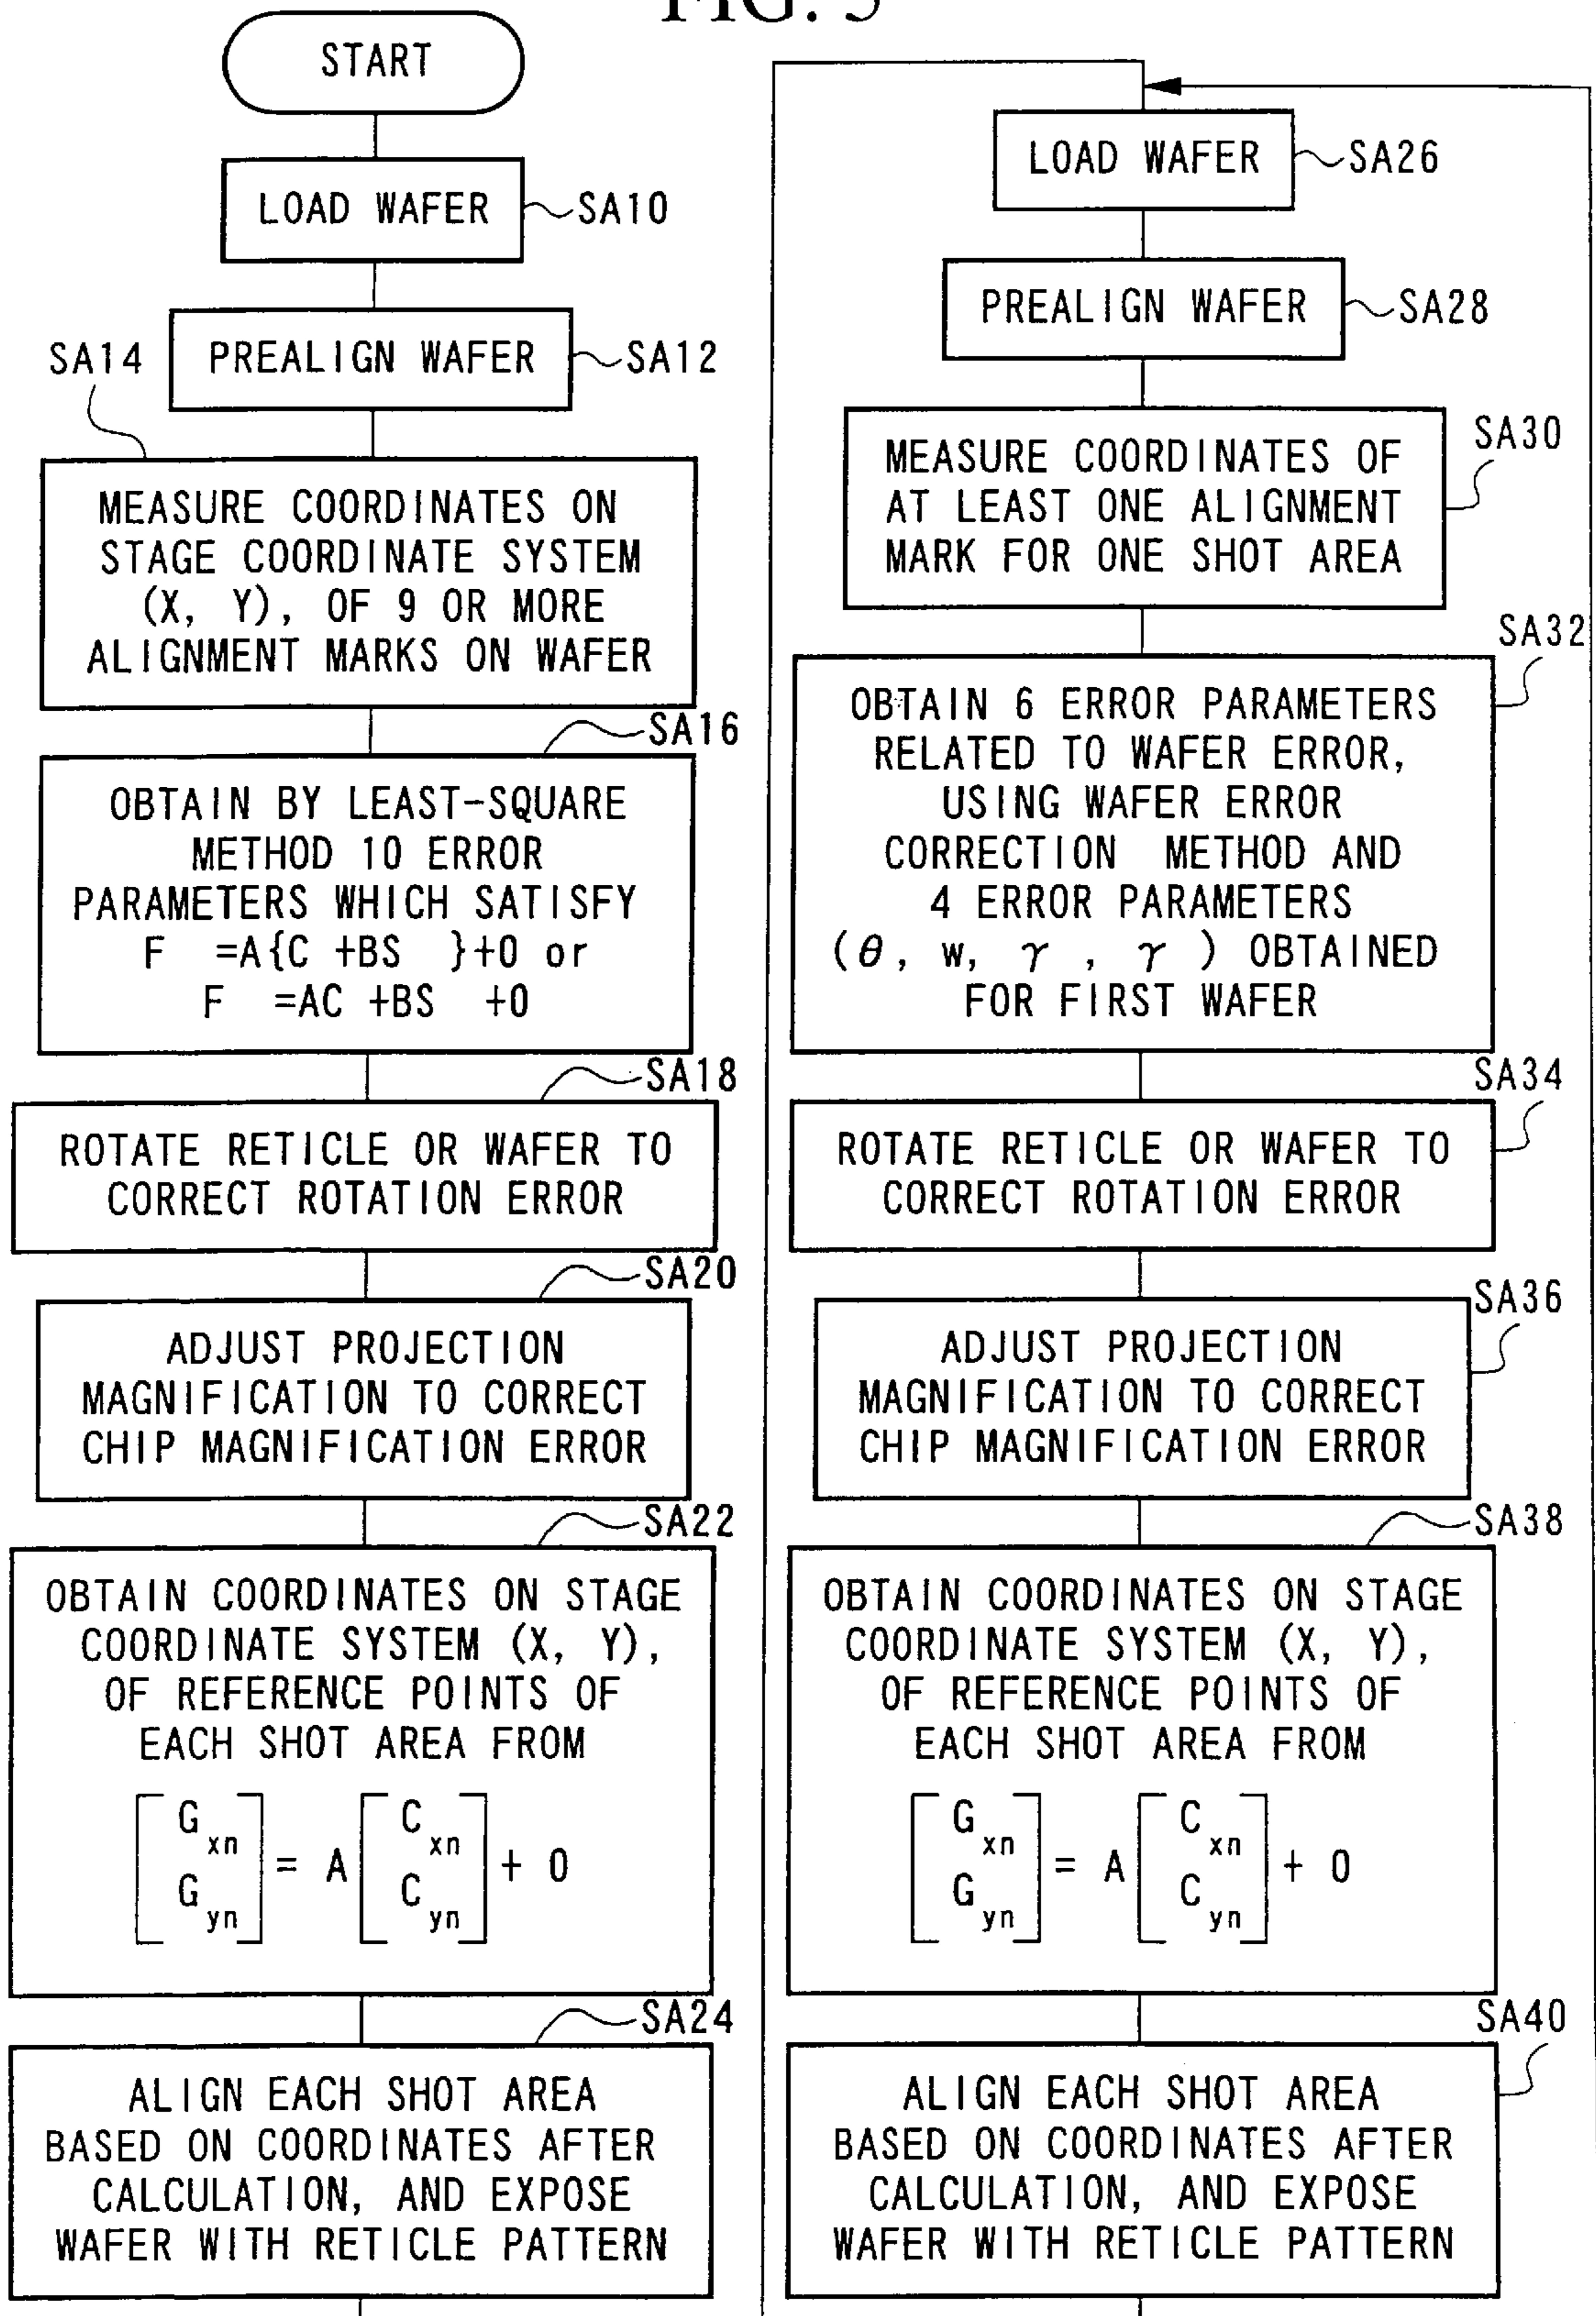 START
LOAD WAFER
SA10
PREALIGN WAFER
SA12
SA14
MEASURE COORDINATES ON
STAGE COORDINATE SYSTEM
(X, Y), OF 9 OR MORE
ALIGNMENT MARKS ON WAFER
SA16
OBTAIN BY LEAST-SQUARE
METHOD 10 ERROR
PARAMETERS WHICH SATISFY
F =A{C +BS }+0 or
F =AC +BS +0
SA18
ROTATE RETICLE OR WAFER TO
CORRECT ROTATION ERROR
SA20
ADJUST PROJECTION
MAGNIFICATION TO CORRECT
CHIP MAGNIFICATION ERROR
SA22
OBTAIN COORDINATES ON STAGE
COORDINATE SYSTEM (X, Y),
OF REFERENCE POINTS OF
EACH SHOT AREA FROM
[G xn G yn] = A [C xn C yn] + 0
SA24
ALIGN EACH SHOT AREA
BASED ON COORDINATES AFTER
CALCULATION, AND EXPOSE
WAFER WITH RETICLE PATTERN
LOAD WAFER
SA26
PREALIGN WAFER
SA28
SA30
MEASURE COORDINATES OF
AT LEAST ONE ALIGNMENT
MARK FOR ONE SHOT AREA
SA32
OBTAIN 6 ERROR PARAMETERS
RELATED TO WAFER ERROR,
USING WAFER ERROR
CORRECTION METHOD AND
4 ERROR PARAMETERS
(θ, w, γ , γ ) OBTAINED
FOR FIRST WAFER
SA34
ROTATE RETICLE OR WAFER TO
CORRECT ROTATION ERROR
SA36
ADJUST PROJECTION
MAGNIFICATION TO CORRECT
CHIP MAGNIFICATION ERROR
SA38
OBTAIN COORDINATES ON STAGE
COORDINATE SYSTEM (X, Y),
OF REFERENCE POINTS OF
EACH SHOT AREA FROM
[G xn G yn] = A [C xn C yn] + 0
SA40
ALIGN EACH SHOT AREA
BASED ON COORDINATES AFTER
CALCULATION, AND EXPOSE
WAFER WITH RETICLE PATTERN